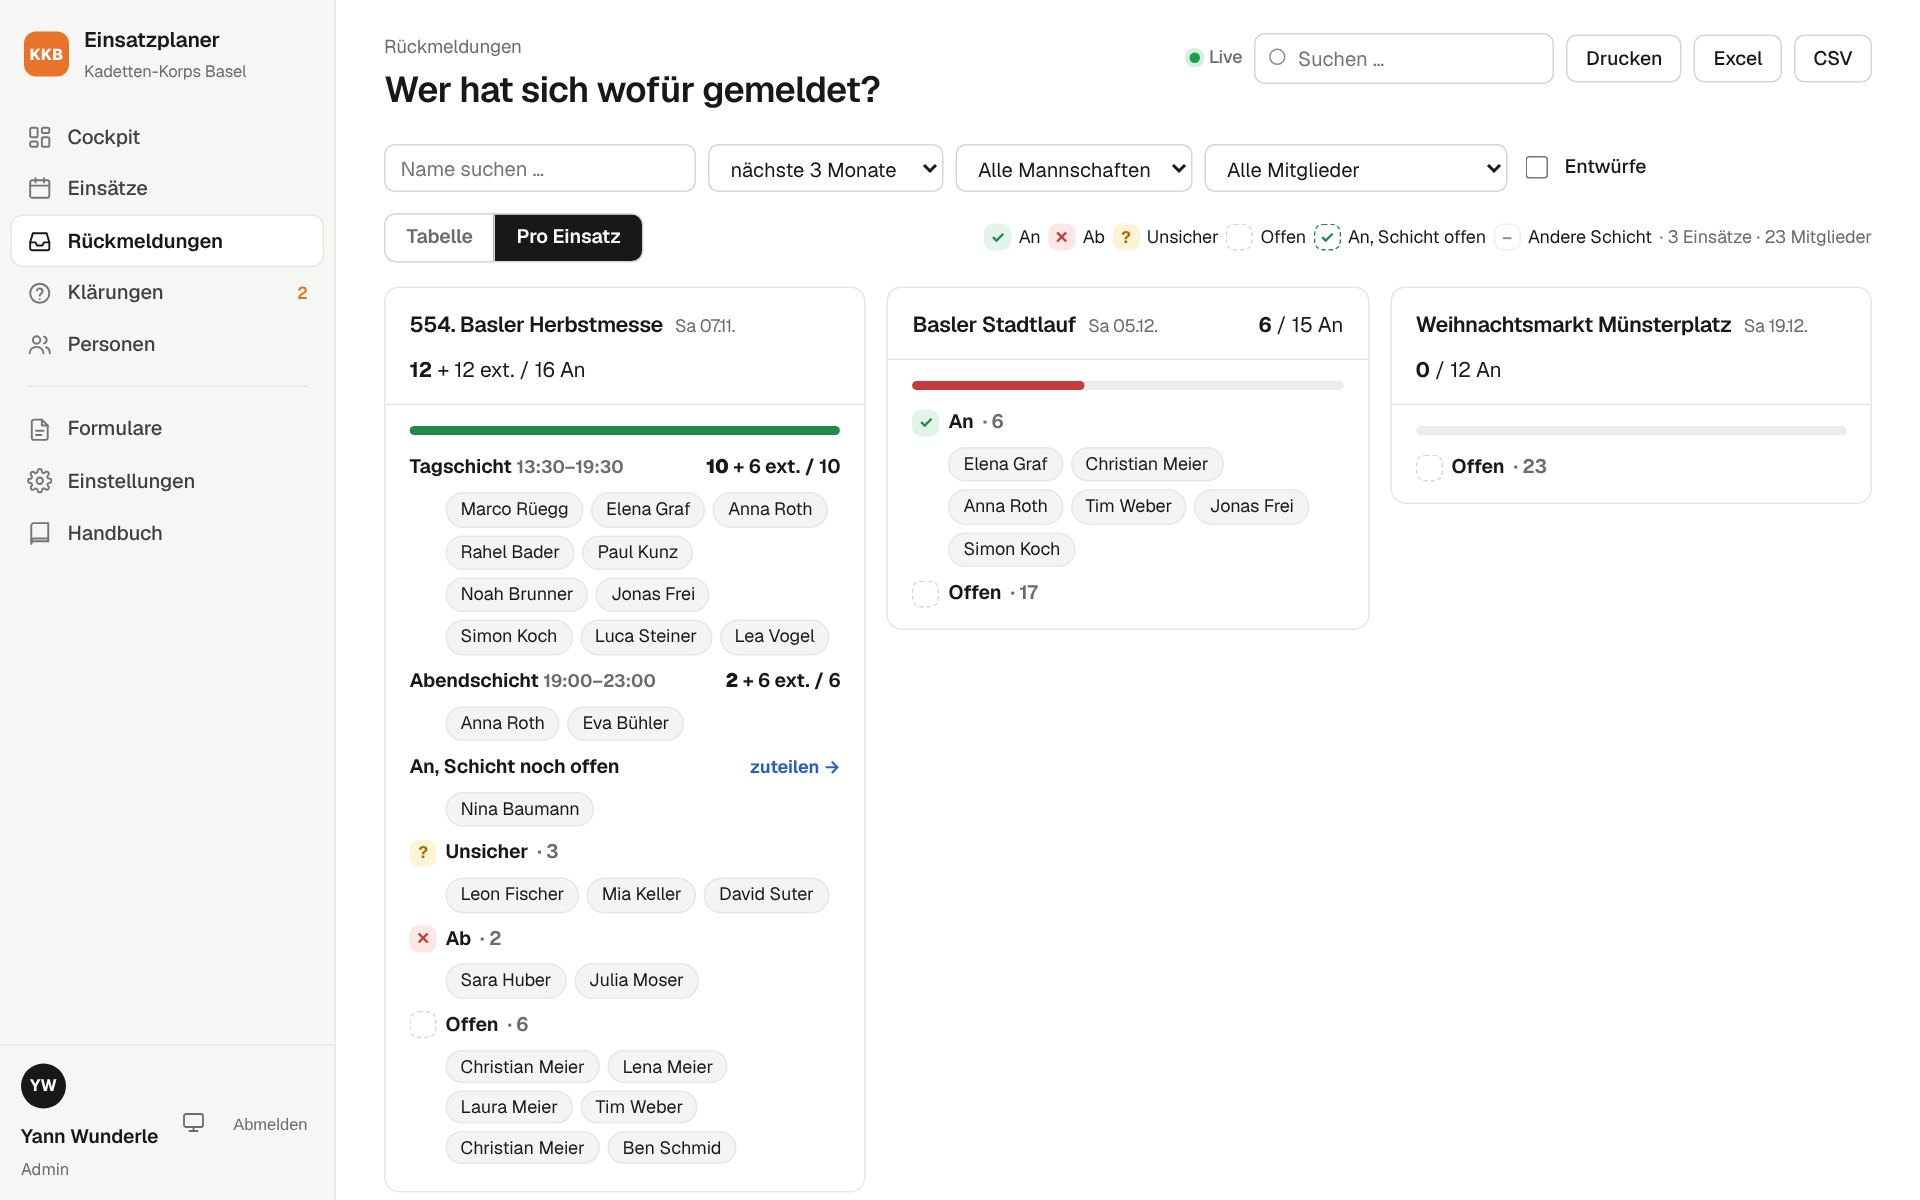 KKB
Einsatzplaner
Kadetten-Korps Basel
Cockpit
Einsätze
Rückmeldungen
Klärungen 2
Personen
Formulare
Einstellungen
Handbuch
YW
Yann Wunderle
Admin
Abmelden
Rückmeldungen
Wer hat sich wofür gemeldet?
Live
Suchen ...
Drucken
Excel
CSV
Name suchen ...
nächste 3 Monate
Alle Mannschaften
Alle Mitglieder
Entwürfe
Tabelle
Pro Einsatz
✓ An ✕ Ab ? Unsicher Offen ✓ An, Schicht offen – Andere Schicht · 3 Einsätze · 23 Mitglieder
554. Basler Herbstmesse Sa 07.11.
12 + 12 ext. / 16 An
Tagschicht 13:30–19:30 10 + 6 ext. / 10
Marco Rüegg Elena Graf Anna Roth
Rahel Bader Paul Kunz
Noah Brunner Jonas Frei
Simon Koch Luca Steiner Lea Vogel
Abendschicht 19:00–23:00 2 + 6 ext. / 6
Anna Roth Eva Bühler
An, Schicht noch offen zuteilen →
Nina Baumann
? Unsicher · 3
Leon Fischer Mia Keller David Suter
✕ Ab · 2
Sara Huber Julia Moser
Offen · 6
Christian Meier Lena Meier
Laura Meier Tim Weber
Christian Meier Ben Schmid
Basler Stadtlauf Sa 05.12. 6 / 15 An
✓ An · 6
Elena Graf Christian Meier
Anna Roth Tim Weber Jonas Frei
Simon Koch
Offen · 17
Weihnachtsmarkt Münsterplatz Sa 19.12.
0 / 12 An
Offen · 23